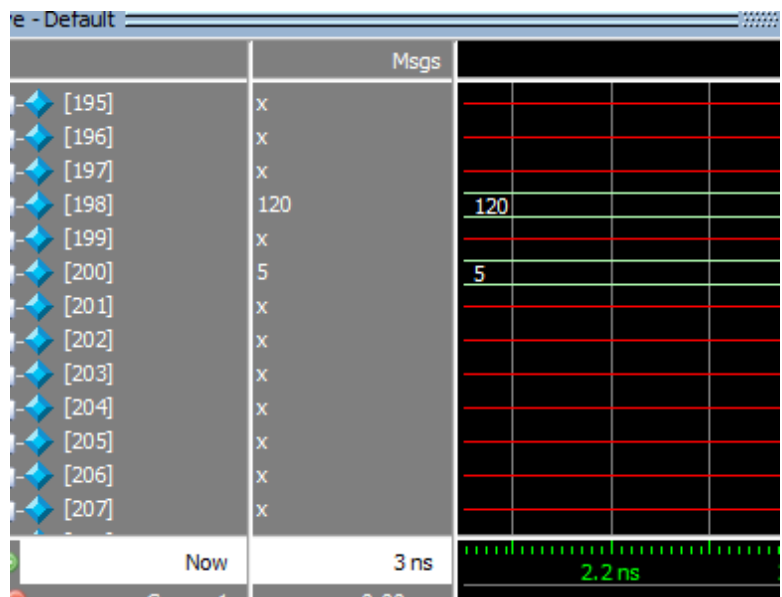 e - Default
Msgs
[195] x
[196] x
[197] x
[198] 120 120
[199] x
[200] 5 5
[201] x
[202] x
[203] x
[204] x
[205] x
[206] x
[207] x
Now 3 ns
2.2 ns